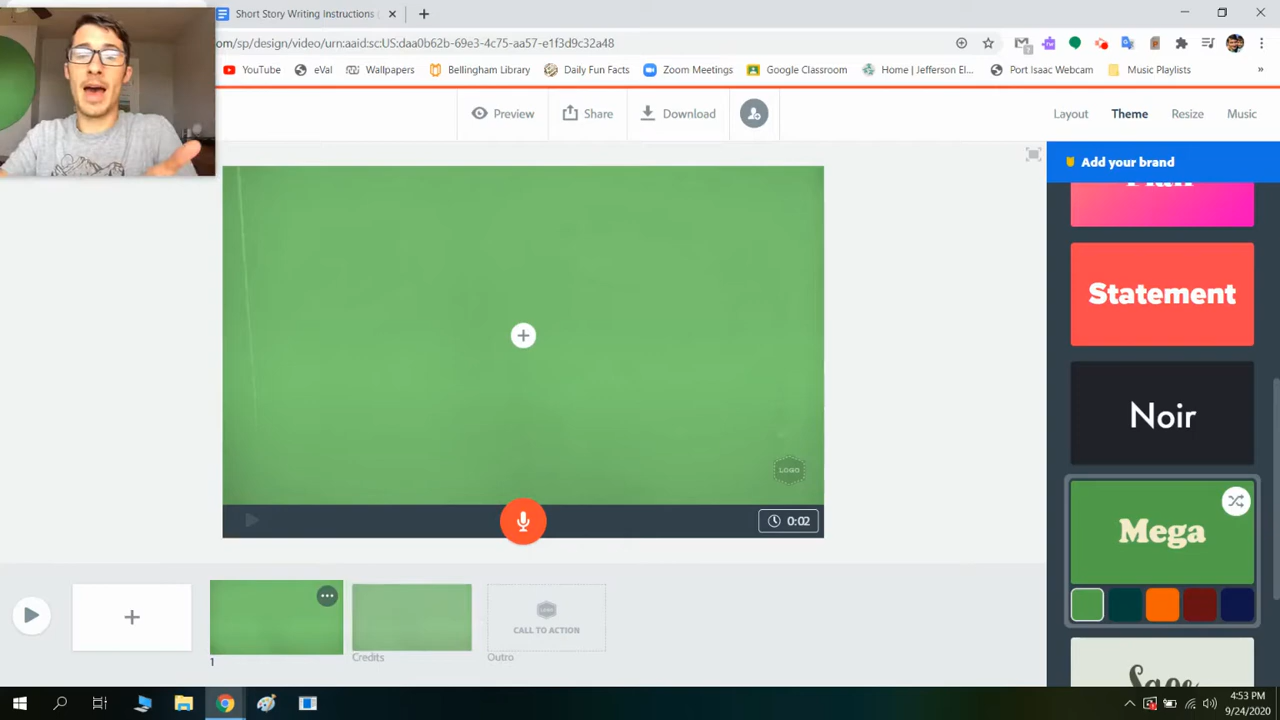 Short Story Writing Instructions (
om/sp/design/video/urn:aaid:sc:US:daa0b62b-69e3-4c75-aa57-e1f3d9c32a48
YouTube
eVal
Wallpapers
Bellingham Library
Daily Fun Facts
Zoom Meetings
Google Classroom
Home | Jefferson El...
Port Isaac Webcam
Music Playlists
»
Preview
Share
Download
Layout
Theme
Resize
Music
Add your brand
Statement
Noir
LOGO
Mega
0:02
CALL TO ACTION
1
Credits
Outro
Sage
4:53 PM
9/24/2020